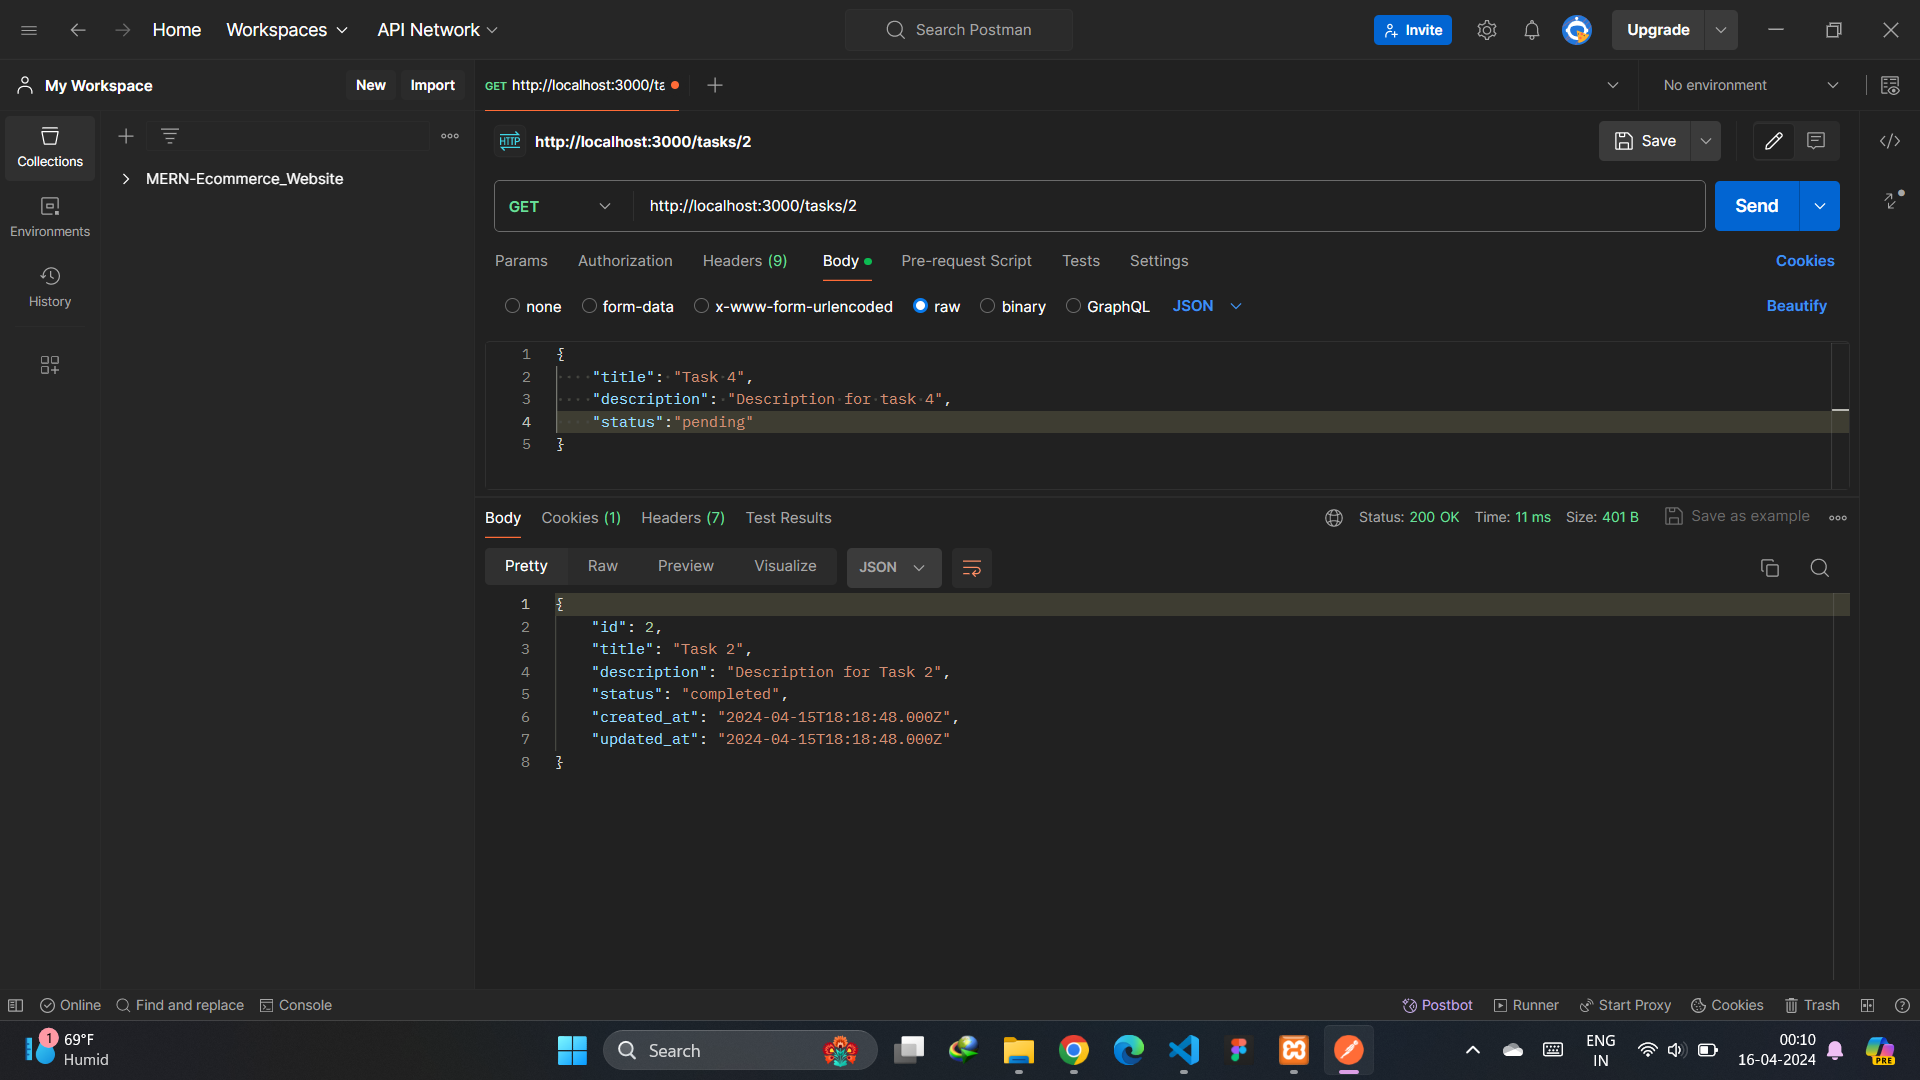 Home Workspaces API Network Search Postman Invite Upgrade
My Workspace New Import GET http://localhost:3000/ta No environment
HTTP http://localhost:3000/tasks/2 Save
Collections
MERN-Ecommerce_Website
Environments
History
GET http://localhost:3000/tasks/2 Send
Params Authorization Headers (9) Body Pre-request Script Tests Settings Cookies
none form-data x-www-form-urlencoded raw binary GraphQL JSON Beautify
1 {
2 "title": "Task 4",
3 "description": "Description for task 4",
4 "status":"pending"
5 }
Body Cookies (1) Headers (7) Test Results Status: 200 OK Time: 11 ms Size: 401 B Save as example
Pretty Raw Preview Visualize JSON
1 {
2 "id": 2,
3 "title": "Task 2",
4 "description": "Description for Task 2",
5 "status": "completed",
6 "created_at": "2024-04-15T18:18:48.000Z",
7 "updated_at": "2024-04-15T18:18:48.000Z"
8 }
Online Find and replace Console Postbot Runner Start Proxy Cookies Trash
1 69°F
Humid
Search
PRE
ENG
IN
00:10
16-04-2024